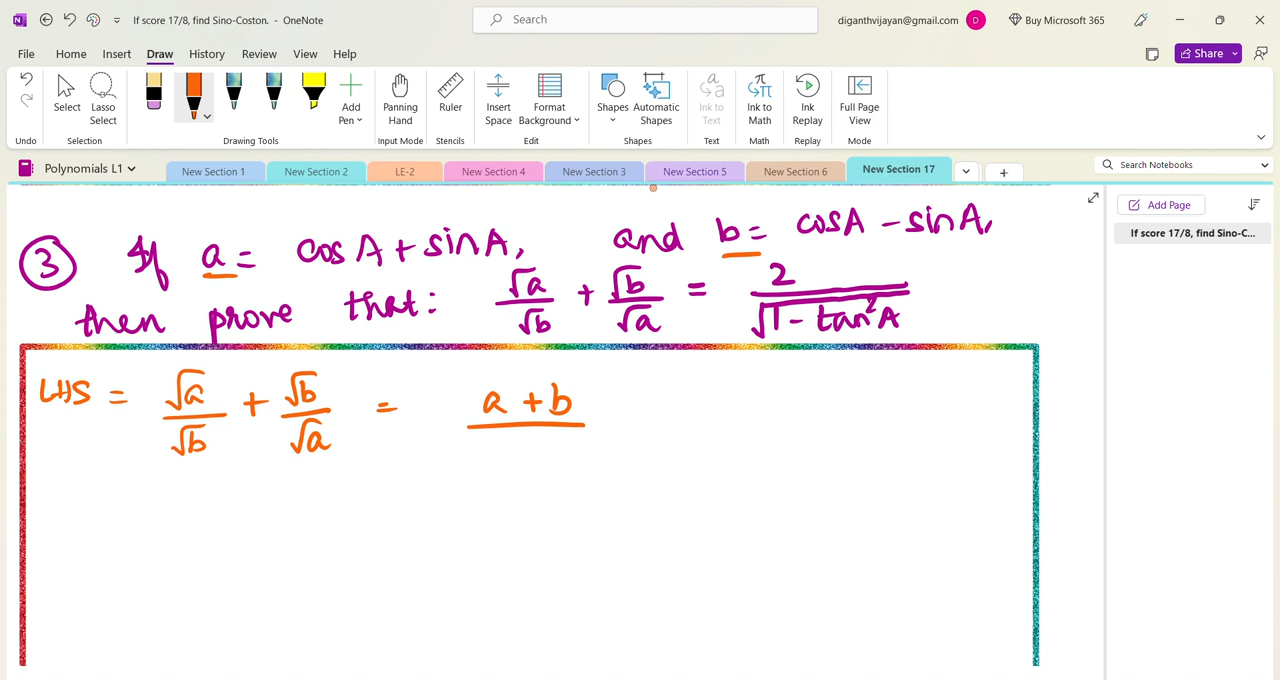 If score 17/8, find Sino-Coston. - OneNote
Search
diganthvijayan@gmail.com D
Buy Microsoft 365
File Home Insert Draw History Review View Help
Share
Undo
Select
Lasso Select
Add Pen
Panning Hand
Ruler
Insert Space
Format Background
Shapes
Automatic Shapes
Ink to Text
Ink to Math
Ink Replay
Full Page View
Undo Selection Drawing Tools Input Mode Stencils Edit Shapes Text Math Replay Mode
Polynomials L1
New Section 1 New Section 2 LE-2 New Section 4 New Section 3 New Section 5 New Section 6 New Section 17 +
Search Notebooks
Add Page
If score 17/8, find Sino-C...
③ If a = cosA + sinA, and b = cosA - sinA,
then prove that: √a/√b + √b/√a = 2/√(1 - tan²A)
LHS = √a/√b + √b/√a = a + b